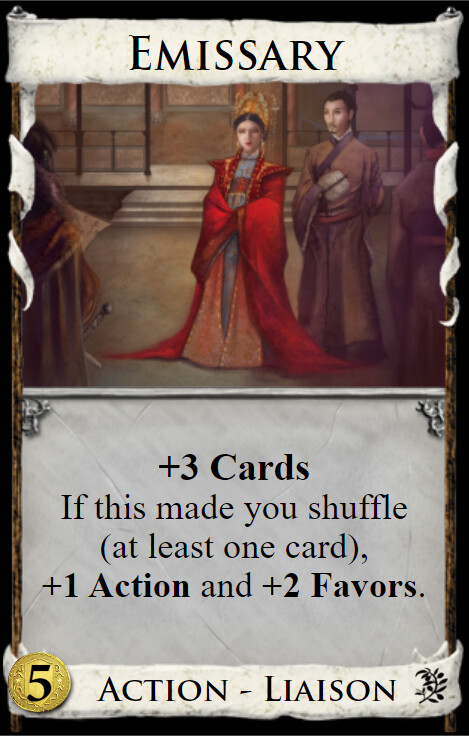 Emissary
+3 Cards
If this made you shuffle
(at least one card),
+1 Action and +2 Favors.
5 Action - Liaison